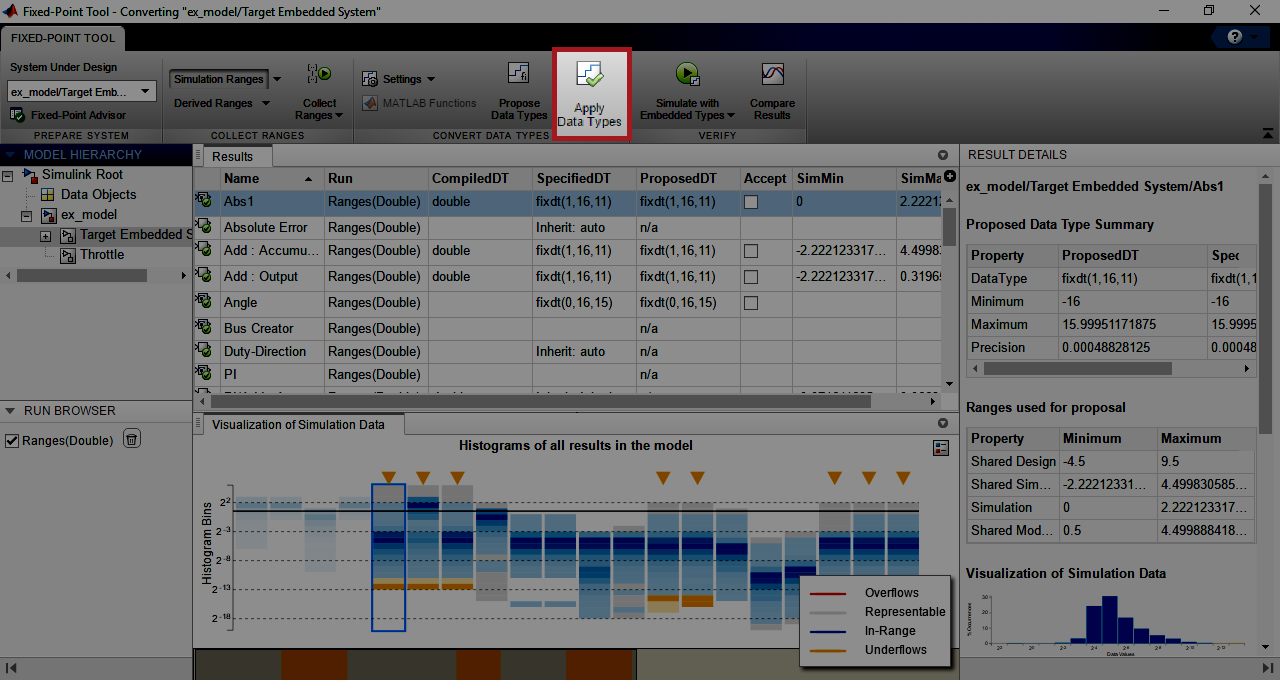 Fixed-Point Tool - Converting "ex_model/Target Embedded System"
FIXED-POINT TOOL
System Under Design
ex_model/Target Emb...
Fixed-Point Advisor
PREPARE SYSTEM
Simulation Ranges
Derived Ranges
Collect
Ranges
COLLECT RANGES
Settings
MATLAB Functions
Propose
Data Types
Apply
Data Types
CONVERT DATA TYPES
Simulate with
Embedded Types
Compare
Results
VERIFY
MODEL HIERARCHY
Simulink Root
Data Objects
ex_model
Target Embedded S
Throttle
RUN BROWSER
Ranges(Double)
Results
Name Run CompiledDT SpecifiedDT ProposedDT Accept SimMin SimMa
Abs1 Ranges(Double) double fixdt(1,16,11) fixdt(1,16,11) 0 2.22212
Absolute Error Ranges(Double) Inherit: auto n/a
Add : Accumu... Ranges(Double) double fixdt(1,16,11) fixdt(1,16,11) -2.222123317... 4.4998
Add : Output Ranges(Double) double fixdt(1,16,11) fixdt(1,16,11) -2.222123317... 0.3196
Angle Ranges(Double) fixdt(0,16,15) fixdt(0,16,15)
Bus Creator Ranges(Double) n/a
Duty-Direction Ranges(Double) Inherit: auto n/a
PI Ranges(Double) n/a
Visualization of Simulation Data
Histograms of all results in the model
Histogram Bins
2²
2⁻³
2⁻⁸
2⁻¹³
2⁻¹⁸
Overflows
Representable
In-Range
Underflows
RESULT DETAILS
ex_model/Target Embedded System/Abs1
Proposed Data Type Summary
Property ProposedDT Spec
DataType fixdt(1,16,11) fixdt(1,1
Minimum -16 -16
Maximum 15.99951171875 15.9995
Precision 0.00048828125 0.00048
Ranges used for proposal
Property Minimum Maximum
Shared Design -4.5 9.5
Shared Sim... -2.22212331... 4.499830585...
Simulation 0 2.222123317...
Shared Mod... 0.5 4.499888418...
Visualization of Simulation Data
% Occurrences
30
20
10
0
Data Values